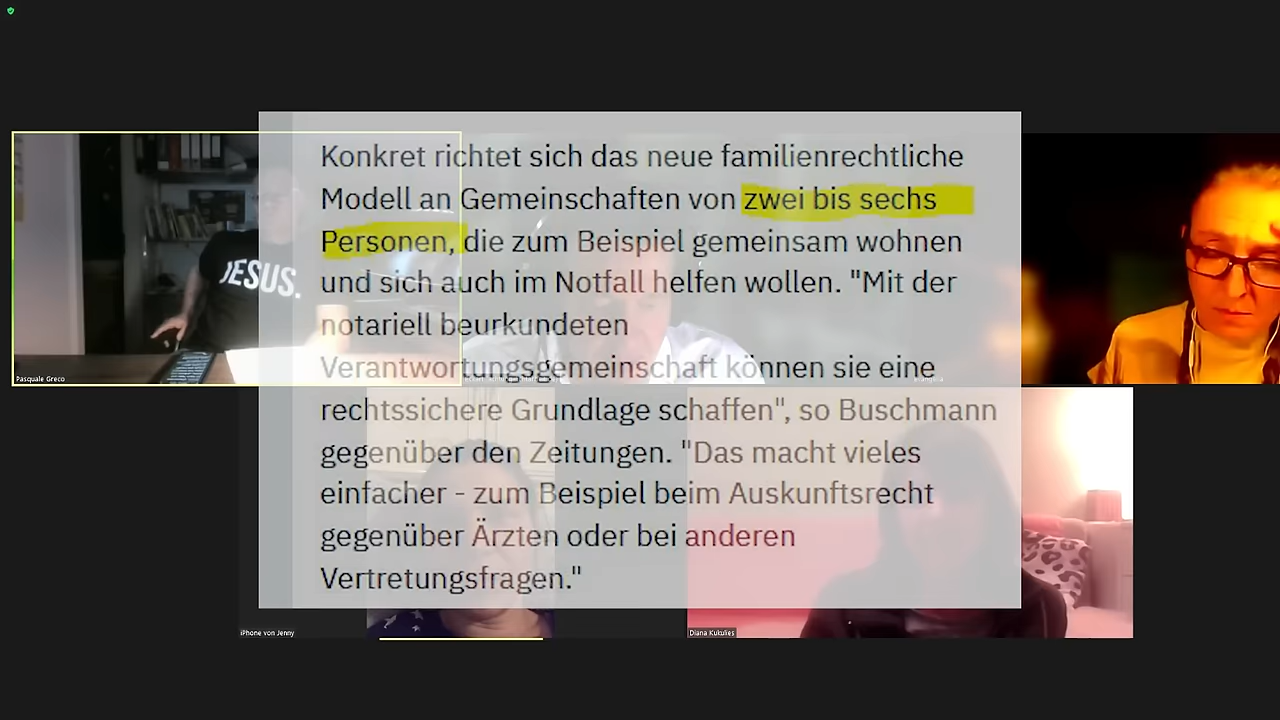 Konkret richtet sich das neue familienrechtliche
Modell an Gemeinschaften von zwei bis sechs
Personen, die zum Beispiel gemeinsam wohnen
und sich auch im Notfall helfen wollen. "Mit der
notariell beurkundeten
Verantwortungsgemeinschaft können sie eine
rechtssichere Grundlage schaffen", so Buschmann
gegenüber den Zeitungen. "Das macht vieles
einfacher - zum Beispiel beim Auskunftsrecht
gegenüber Ärzten oder bei anderen
Vertretungsfragen."
JESUS.
Pasquale Greco
iPhone von Jenny
Diana Kukulies